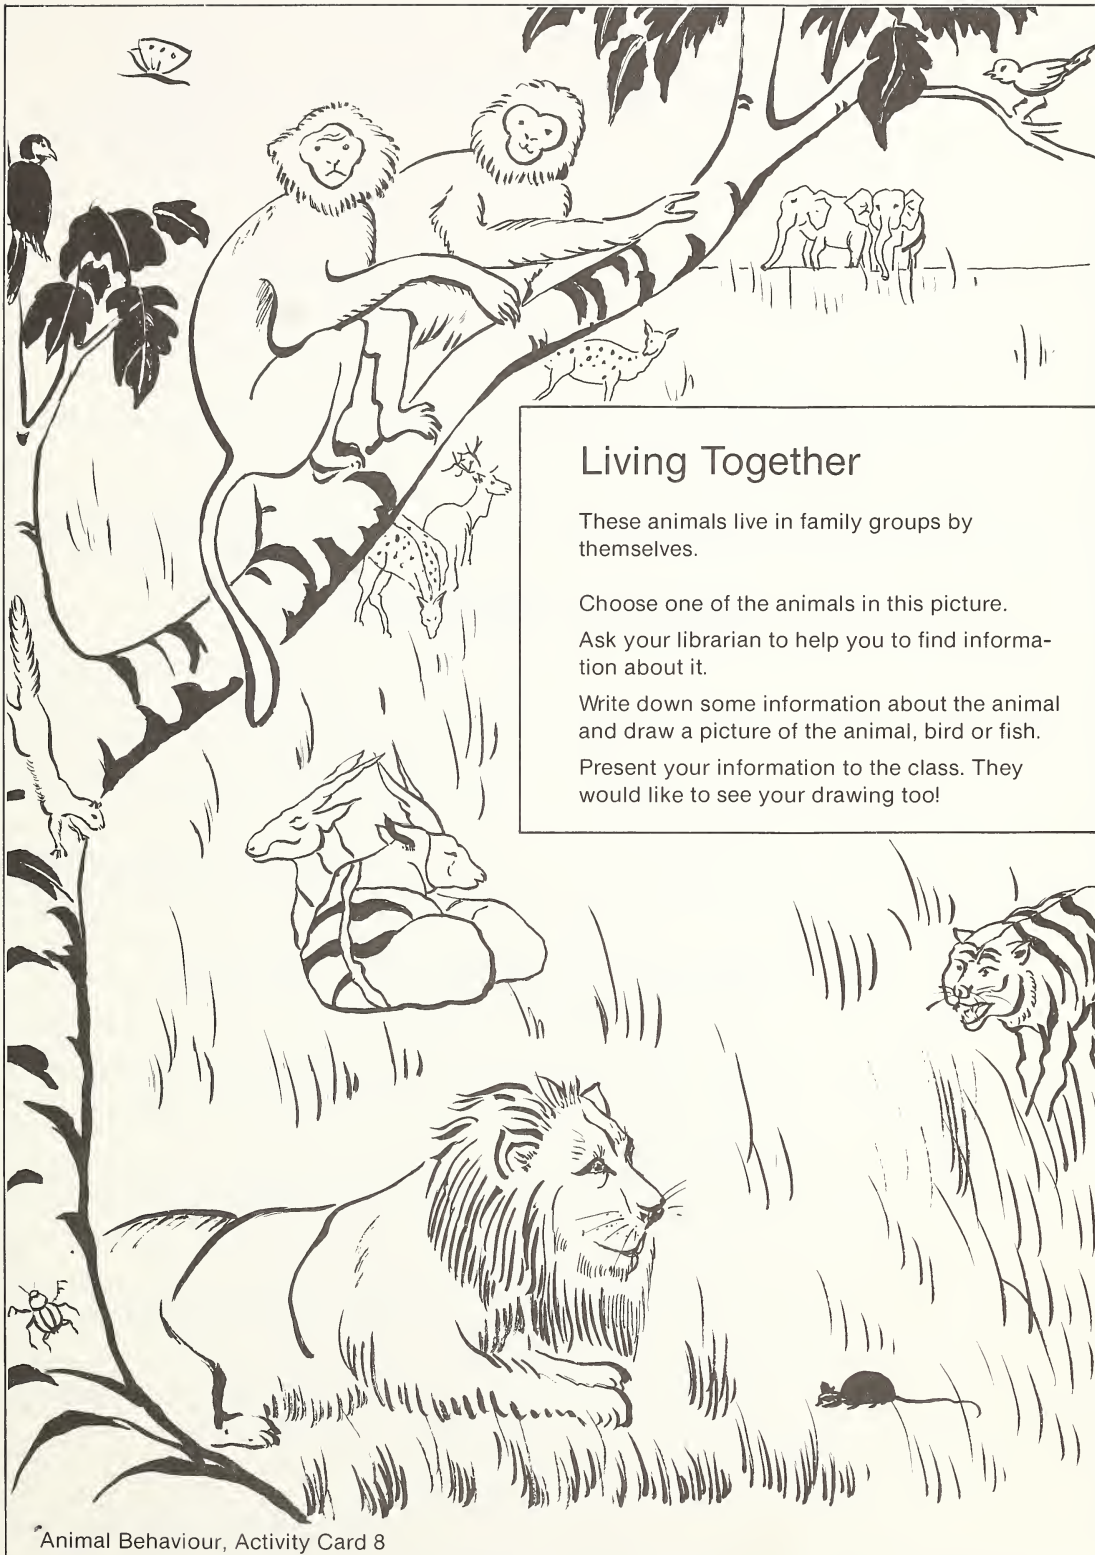 Living Together
These animals live in family groups by
themselves.
Choose one of the animals in this picture.
Ask your librarian to help you to find informa-
tion about it.
Write down some information about the animal
and draw a picture of the animal, bird or fish.
Present your information to the class. They
would like to see your drawing too!
Animal Behaviour, Activity Card 8